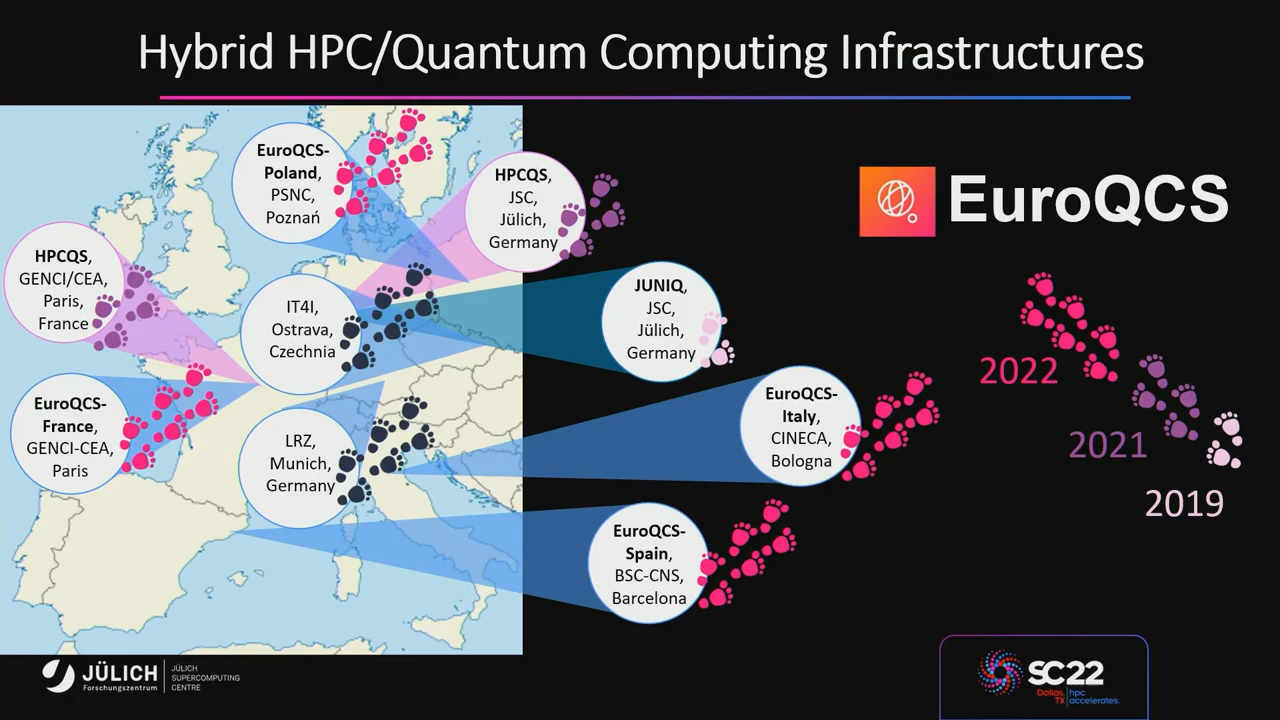 Hybrid HPC/Quantum Computing Infrastructures
EuroQCS-
Poland,
PSNC,
Poznań
HPCQS,
JSC,
Jülich,
Germany
EuroQCS
HPCQS,
GENCI/CEA,
Paris,
France
IT4I,
Ostrava,
Czechnia
JUNIQ,
JSC,
Jülich,
Germany
2022
2021
2019
EuroQCS-
France,
GENCI-CEA,
Paris
LRZ,
Munich,
Germany
EuroQCS-
Italy,
CINECA,
Bologna
EuroQCS-
Spain,
BSC-CNS,
Barcelona
JÜLICH
Forschungszentrum
JÜLICH
SUPERCOMPUTING
CENTRE
SC22
Dallas,
TX
hpc
accelerates.